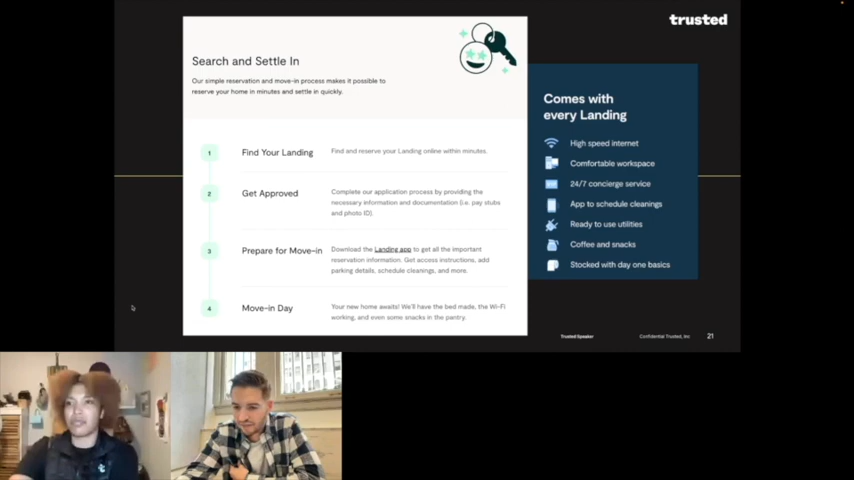 trusted
Search and Settle In
Our simple reservation and move-in process makes it possible to
reserve your home in minutes and settle in quickly.
1
Find Your Landing
Find and reserve your Landing online within minutes.
2
Get Approved
Complete our application process by providing the
necessary information and documentation (i.e. pay stubs
and photo ID).
3
Prepare for Move-in
Download the Landing app to get all the important
reservation information. Get access instructions, add
parking details, schedule cleanings, and more.
4
Move-in Day
Your new home awaits! We'll have the bed made, the Wi-Fi
working, and even some snacks in the pantry.
Comes with
every Landing
High speed internet
Comfortable workspace
24/7 concierge service
App to schedule cleanings
Ready to use utilities
Coffee and snacks
Stocked with day one basics
Trusted Speaker
Confidential Trusted, Inc
21